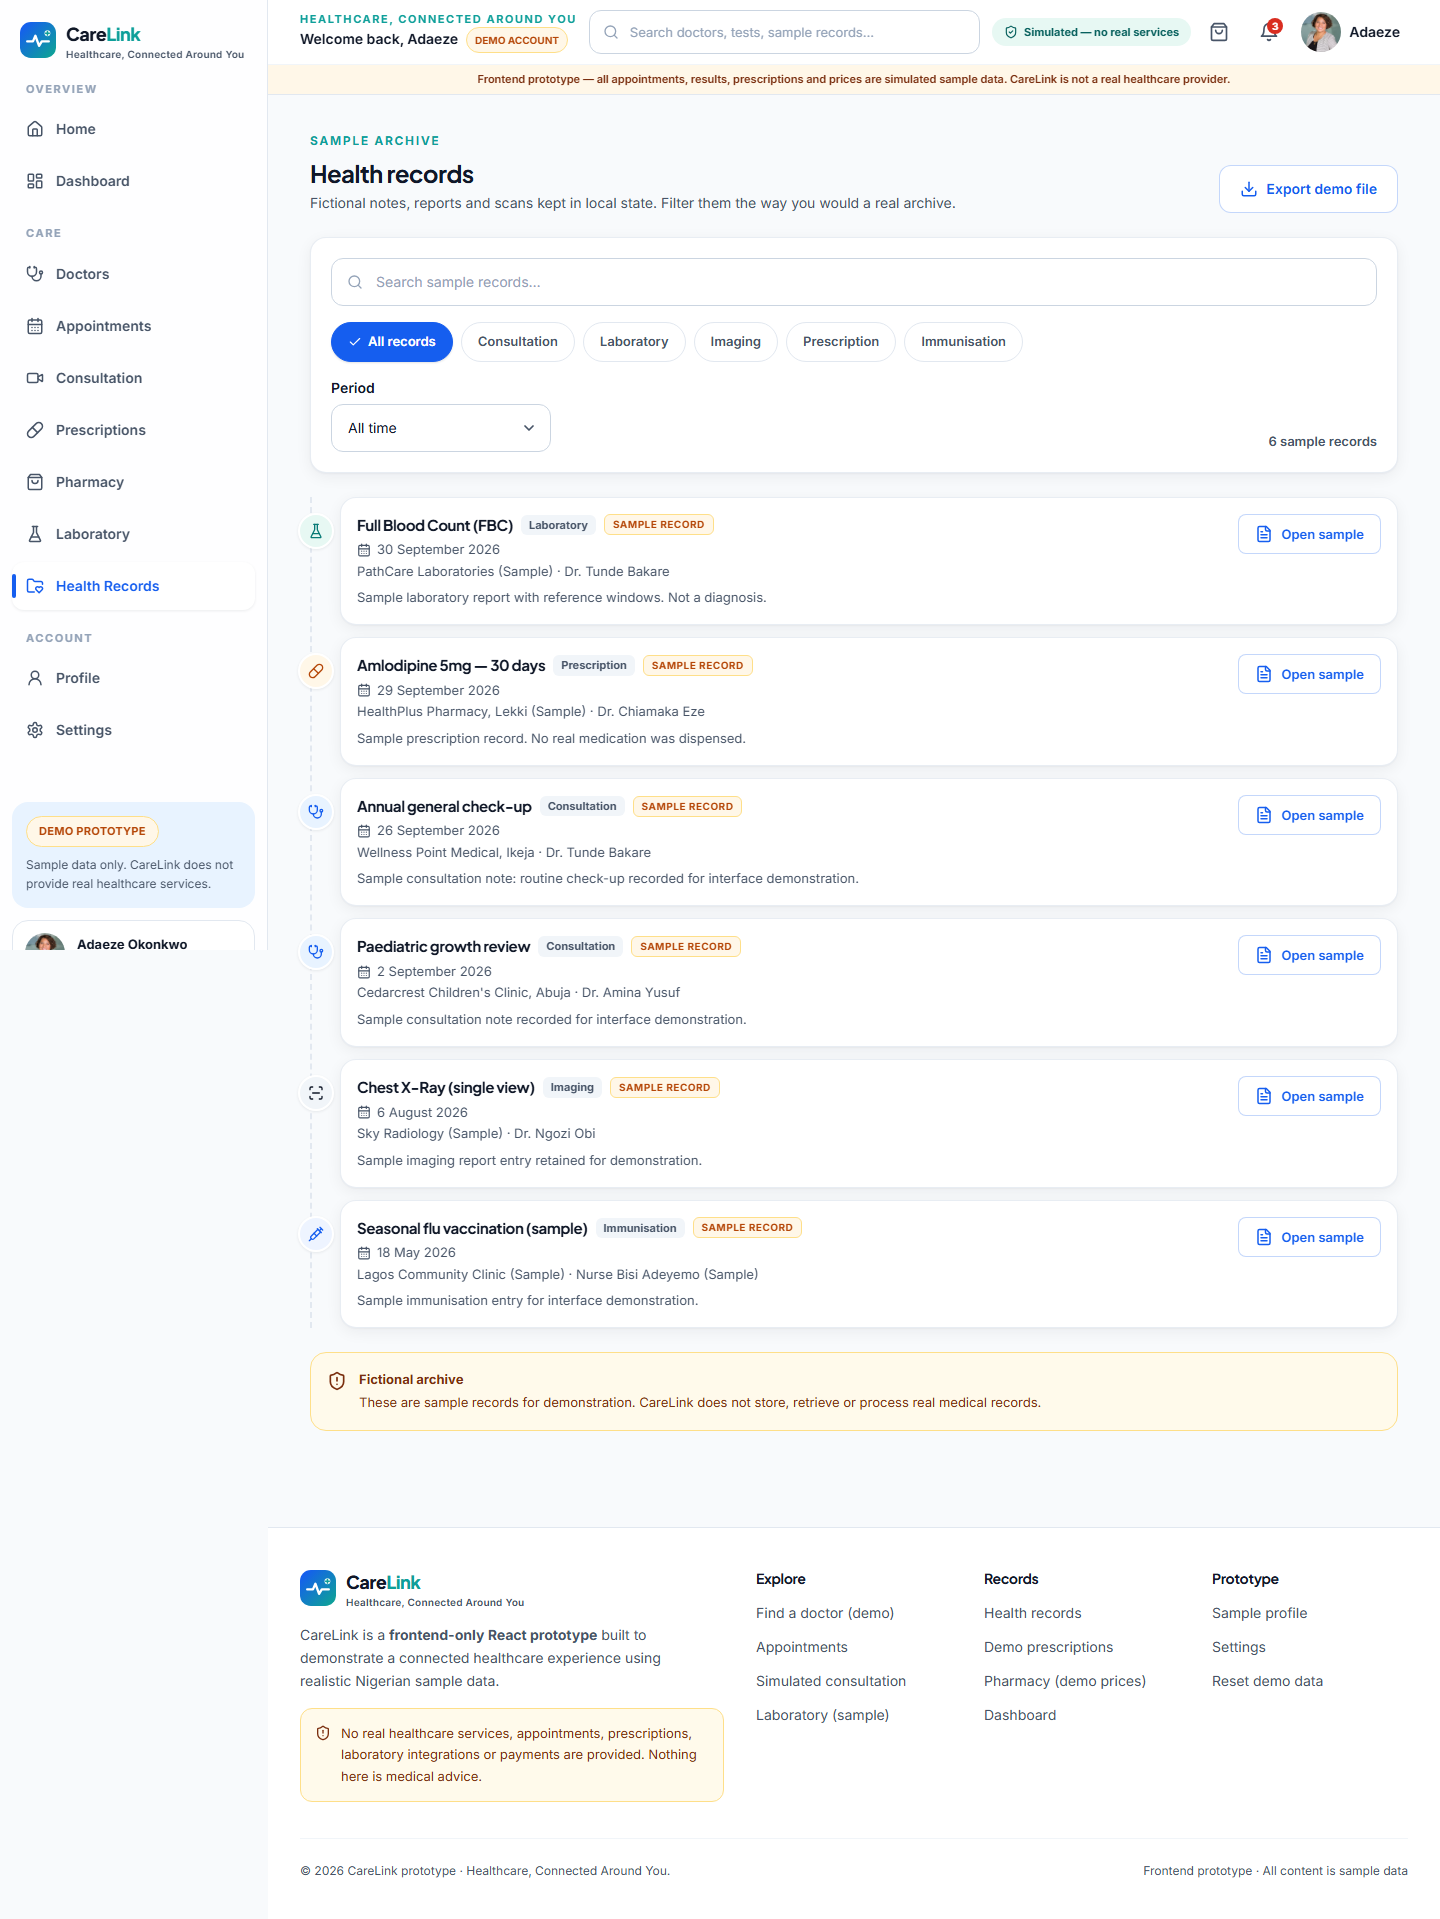 CareLink
Healthcare, Connected Around You
OVERVIEW
Home
Dashboard
CARE
Doctors
Appointments
Consultation
Prescriptions
Pharmacy
Laboratory
Health Records
ACCOUNT
Profile
Settings
DEMO PROTOTYPE
Sample data only. CareLink does not
provide real healthcare services.
Adaeze Okonkwo
HEALTHCARE, CONNECTED AROUND YOU
Welcome back, Adaeze
DEMO ACCOUNT
Search doctors, tests, sample records...
Simulated — no real services
3
Adaeze
Frontend prototype — all appointments, results, prescriptions and prices are simulated sample data. CareLink is not a real healthcare provider.
SAMPLE ARCHIVE
Health records
Fictional notes, reports and scans kept in local state. Filter them the way you would a real archive.
Export demo file
Search sample records...
All records
Consultation
Laboratory
Imaging
Prescription
Immunisation
Period
All time
6 sample records
Full Blood Count (FBC)
Laboratory
SAMPLE RECORD
30 September 2026
PathCare Laboratories (Sample) · Dr. Tunde Bakare
Sample laboratory report with reference windows. Not a diagnosis.
Open sample
Amlodipine 5mg — 30 days
Prescription
SAMPLE RECORD
29 September 2026
HealthPlus Pharmacy, Lekki (Sample) · Dr. Chiamaka Eze
Sample prescription record. No real medication was dispensed.
Open sample
Annual general check-up
Consultation
SAMPLE RECORD
26 September 2026
Wellness Point Medical, Ikeja · Dr. Tunde Bakare
Sample consultation note: routine check-up recorded for interface demonstration.
Open sample
Paediatric growth review
Consultation
SAMPLE RECORD
2 September 2026
Cedarcrest Children's Clinic, Abuja · Dr. Amina Yusuf
Sample consultation note recorded for interface demonstration.
Open sample
Chest X-Ray (single view)
Imaging
SAMPLE RECORD
6 August 2026
Sky Radiology (Sample) · Dr. Ngozi Obi
Sample imaging report entry retained for demonstration.
Open sample
Seasonal flu vaccination (sample)
Immunisation
SAMPLE RECORD
18 May 2026
Lagos Community Clinic (Sample) · Nurse Bisi Adeyemo (Sample)
Sample immunisation entry for interface demonstration.
Open sample
Fictional archive
These are sample records for demonstration. CareLink does not store, retrieve or process real medical records.
CareLink
Healthcare, Connected Around You
CareLink is a frontend-only React prototype built to
demonstrate a connected healthcare experience using
realistic Nigerian sample data.
No real healthcare services, appointments, prescriptions,
laboratory integrations or payments are provided. Nothing
here is medical advice.
Explore
Find a doctor (demo)
Appointments
Simulated consultation
Laboratory (sample)
Records
Health records
Demo prescriptions
Pharmacy (demo prices)
Dashboard
Prototype
Sample profile
Settings
Reset demo data
© 2026 CareLink prototype · Healthcare, Connected Around You.
Frontend prototype · All content is sample data